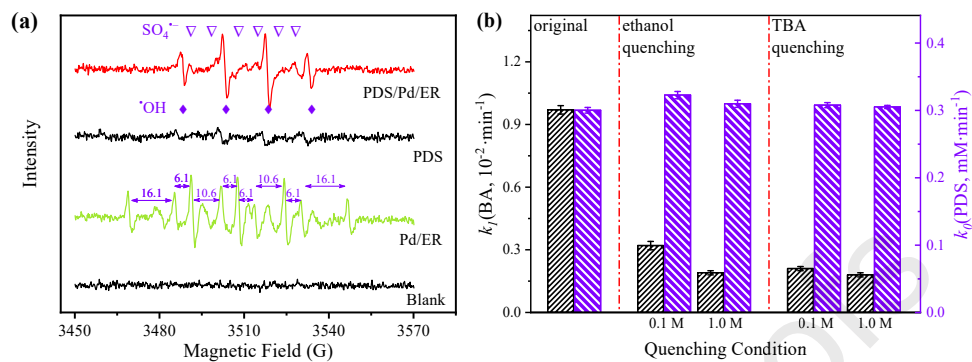 (a)
SO₄•⁻
PDS/Pd/ER
•OH
PDS
6.1
6.1
10.6
16.1
16.1
10.6
6.1
6.1
Pd/ER
Blank
3450 3480 3510 3540 3570
Magnetic Field (G)
Intensity
(b)
original ethanol quenching TBA quenching
1.2
0.9
0.6
0.3
0.0
k₁(BA, 10⁻²·min⁻¹)
0.4
0.3
0.2
0.1
0.0
k₀(PDS, mM·min⁻¹)
0.1 M 1.0 M 0.1 M 1.0 M
Quenching Condition